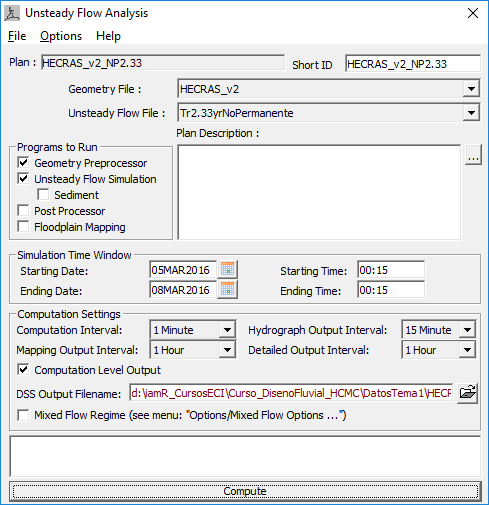 Unsteady Flow Analysis
File Options Help
Plan : HECRAS_v2_NP2.33 Short ID HECRAS_v2_NP2.33
Geometry File : HECRAS_v2
Unsteady Flow File : Tr2.33yrNoPermanente
Plan Description :
Programs to Run
Geometry Preprocessor
...
Unsteady Flow Simulation
Sediment
Post Processor
Floodplain Mapping
Simulation Time Window
Starting Date: 05MAR2016 Starting Time: 00:15
Ending Date: 08MAR2016 Ending Time: 00:15
Computation Settings
Computation Interval: 1 Minute Hydrograph Output Interval: 15 Minute
Mapping Output Interval: 1 Hour Detailed Output Interval: 1 Hour
Computation Level Output
DSS Output Filename: d:\jamR_CursosECI\Curso_DisenoFluvial_HCMC\DatosTema1\HECF
Mixed Flow Regime (see menu: "Options/Mixed Flow Options ...")
Compute